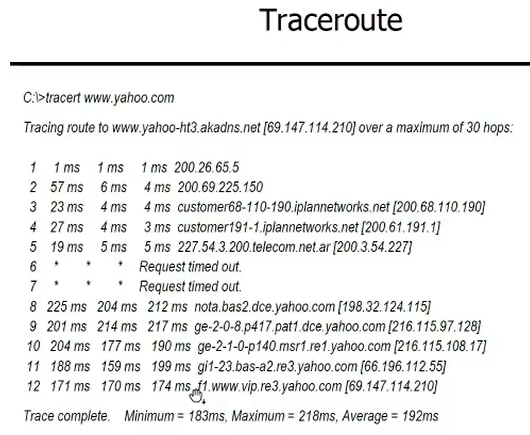 Traceroute
C:\>tracert www.yahoo.com
Tracing route to www.yahoo-ht3.akadns.net [69.147.114.210] over a maximum of 30 hops:
1 1 ms 1 ms 1 ms 200.26.65.5
2 57 ms 6 ms 4 ms 200.69.225.150
3 23 ms 4 ms 4 ms customer68-110-190.iplannetworks.net [200.68.110.190]
4 27 ms 4 ms 3 ms customer191-1.iplannetworks.net [200.61.191.1]
5 19 ms 5 ms 5 ms 227.54.3.200.telecom.net.ar [200.3.54.227]
6 * * * Request timed out.
7 * * * Request timed out.
8 225 ms 204 ms 212 ms nota.bas2.dce.yahoo.com [198.32.124.115]
9 201 ms 214 ms 217 ms ge-2-0-8.p417.pat1.dce.yahoo.com [216.115.97.128]
10 204 ms 177 ms 190 ms ge-2-1-0-p140.msr1.re1.yahoo.com [216.115.108.17]
11 188 ms 159 ms 199 ms gi1-23.bas-a2.re3.yahoo.com [66.196.112.55]
12 171 ms 170 ms 174 ms f1.www.vip.re3.yahoo.com [69.147.114.210]
Trace complete. Minimum = 183ms, Maximum = 218ms, Average = 192ms